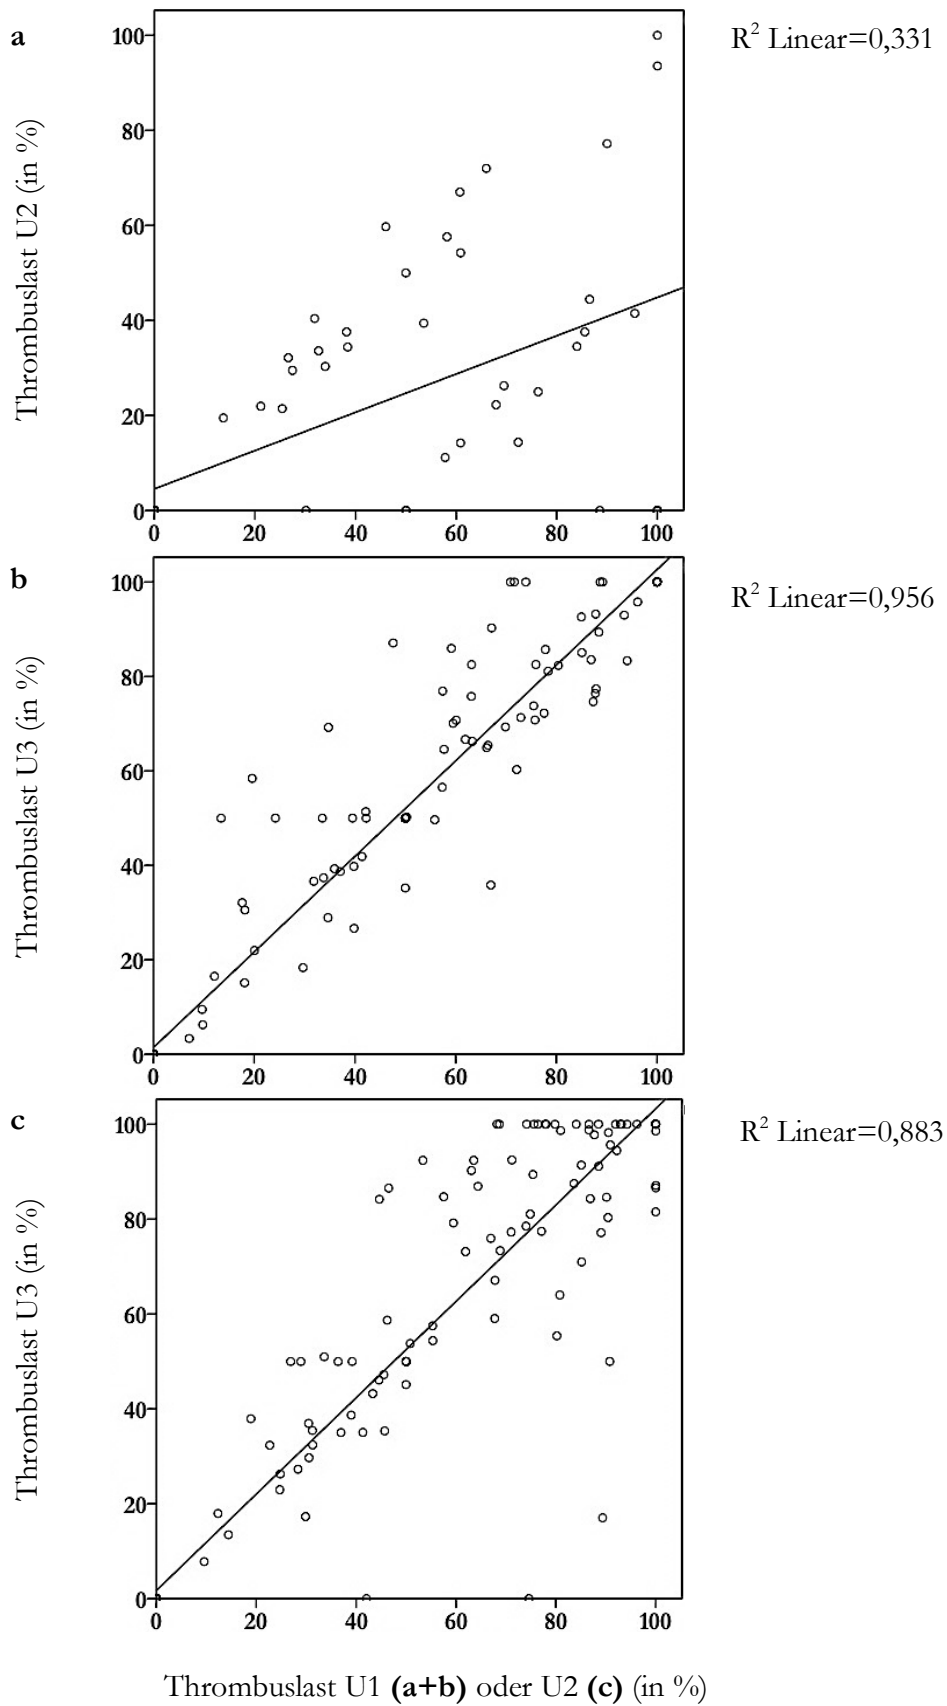 a
R² Linear=0,331
Thrombuslast U2 (in %)
100
80
60
40
20
0
0 20 40 60 80 100
b
R² Linear=0,956
Thrombuslast U3 (in %)
100
80
60
40
20
0
0 20 40 60 80 100
c
R² Linear=0,883
Thrombuslast U3 (in %)
100
80
60
40
20
0
0 20 40 60 80 100
Thrombuslast U1 (a+b) oder U2 (c) (in %)